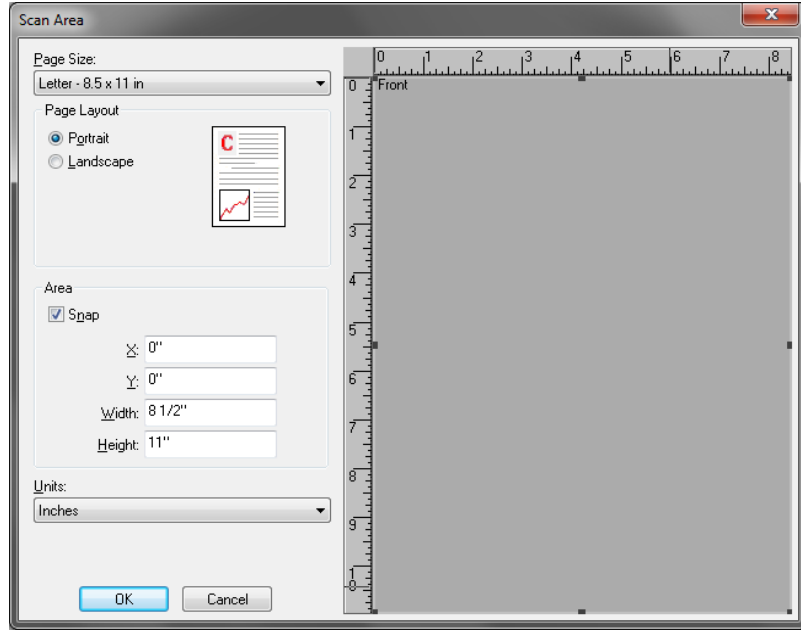 Scan Area
Page Size:
Letter - 8.5 x 11 in
Page Layout
Portrait
Landscape
C
Area
Snap
X: 0"
Y: 0"
Width: 8 1/2"
Height: 11"
Units:
Inches
OK Cancel
0 1 2 3 4 5 6 7 8
Front
0
1
2
3
4
5
6
7
8
9
10